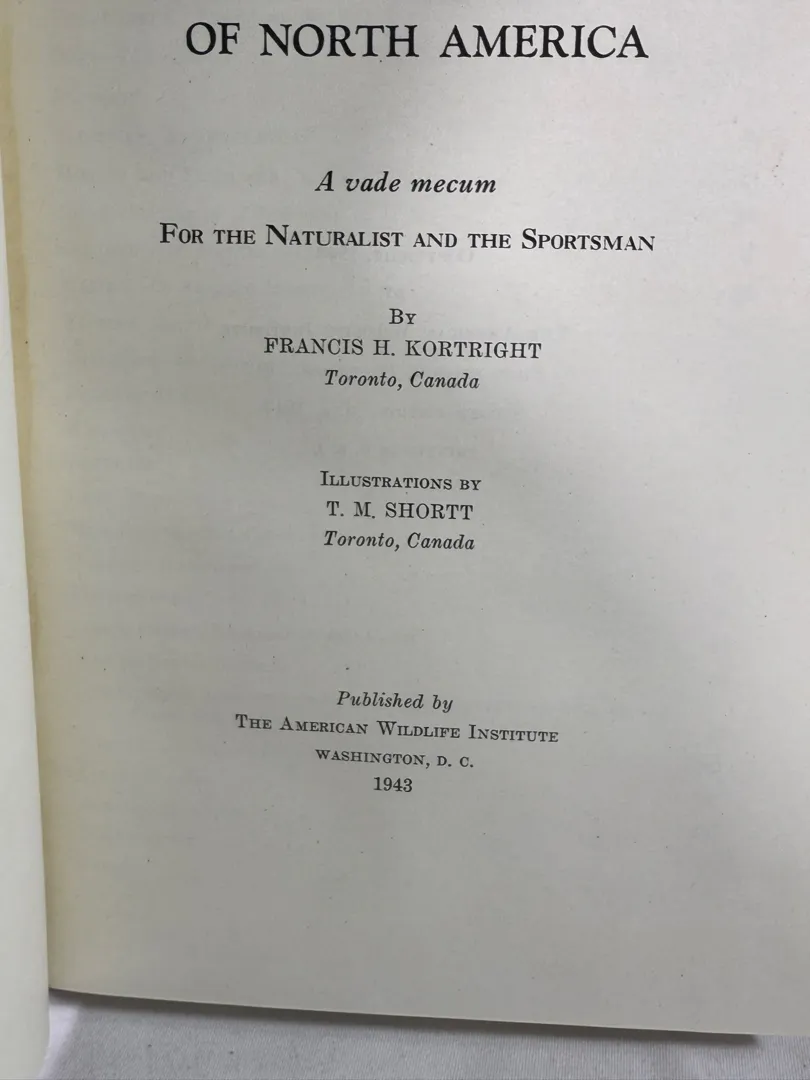 OF NORTH AMERICA
A vade mecum
FOR THE NATURALIST AND THE SPORTSMAN
BY
FRANCIS H. KORTRIGHT
Toronto, Canada
ILLUSTRATIONS BY
T. M. SHORTT
Toronto, Canada
Published by
THE AMERICAN WILDLIFE INSTITUTE
WASHINGTON, D. C.
1943